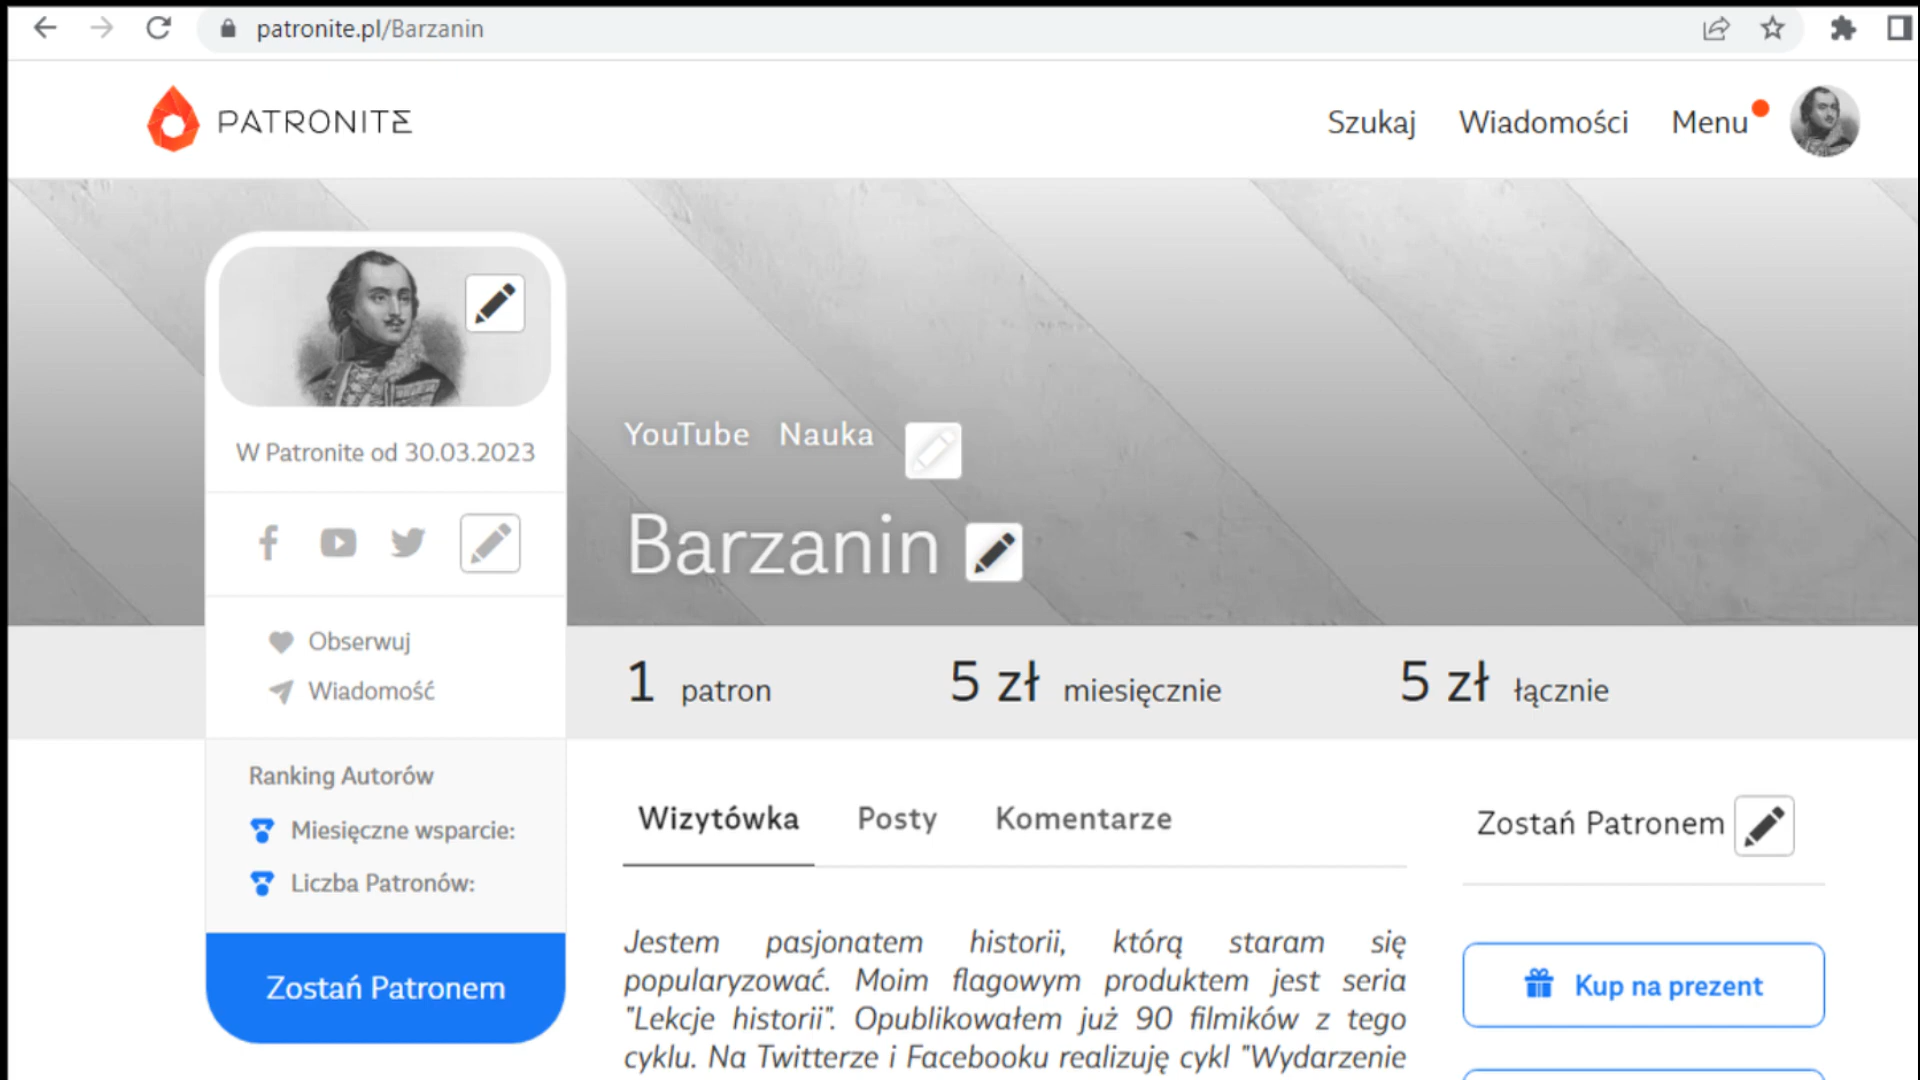 patronite.pl/Barzanin
PATRONITE
Szukaj Wiadomości Menu
W Patronite od 30.03.2023
Obserwuj
Wiadomość
Ranking Autorów
Miesięczne wsparcie:
Liczba Patronów:
Zostań Patronem
YouTube Nauka
Barzanin
1 patron 5 zł miesięcznie 5 zł łącznie
Wizytówka Posty Komentarze
Jestem pasjonatem historii, którą staram się
popularyzować. Moim flagowym produktem jest seria
"Lekcje historii". Opublikowałem już 90 filmików z tego
cyklu. Na Twitterze i Facebooku realizuję cykl "Wydarzenie
Zostań Patronem
Kup na prezent